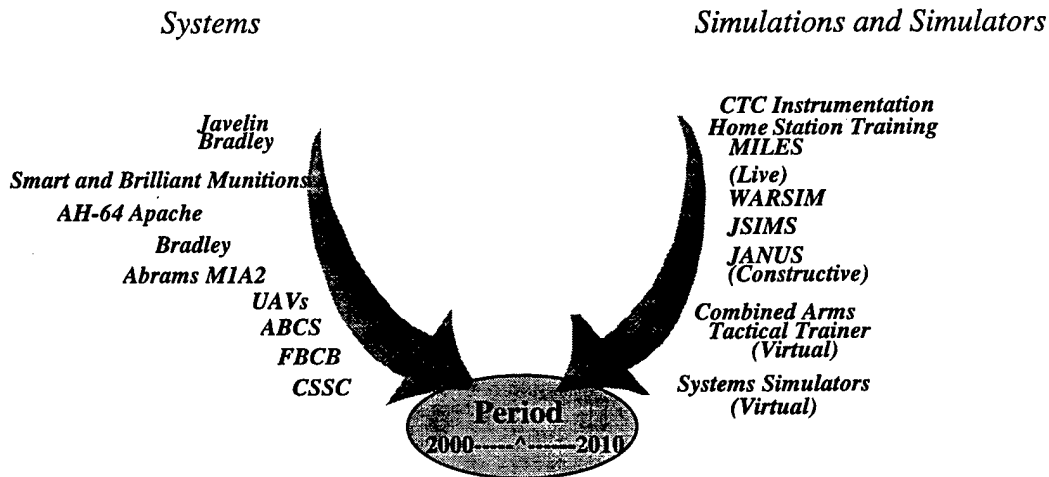 Systems
Simulations and Simulators
Javelin
Bradley
Smart and Brilliant Munitions
AH-64 Apache
Bradley
Abrams M1A2
UAVs
ABCS
FBCB
CSSC
CTC Instrumentation
Home Station Training
MILES
(Live)
WARSIM
JSIMS
JANUS
(Constructive)
Combined Arms
Tactical Trainer
(Virtual)
Systems Simulators
(Virtual)
Period
2000-----^------2010